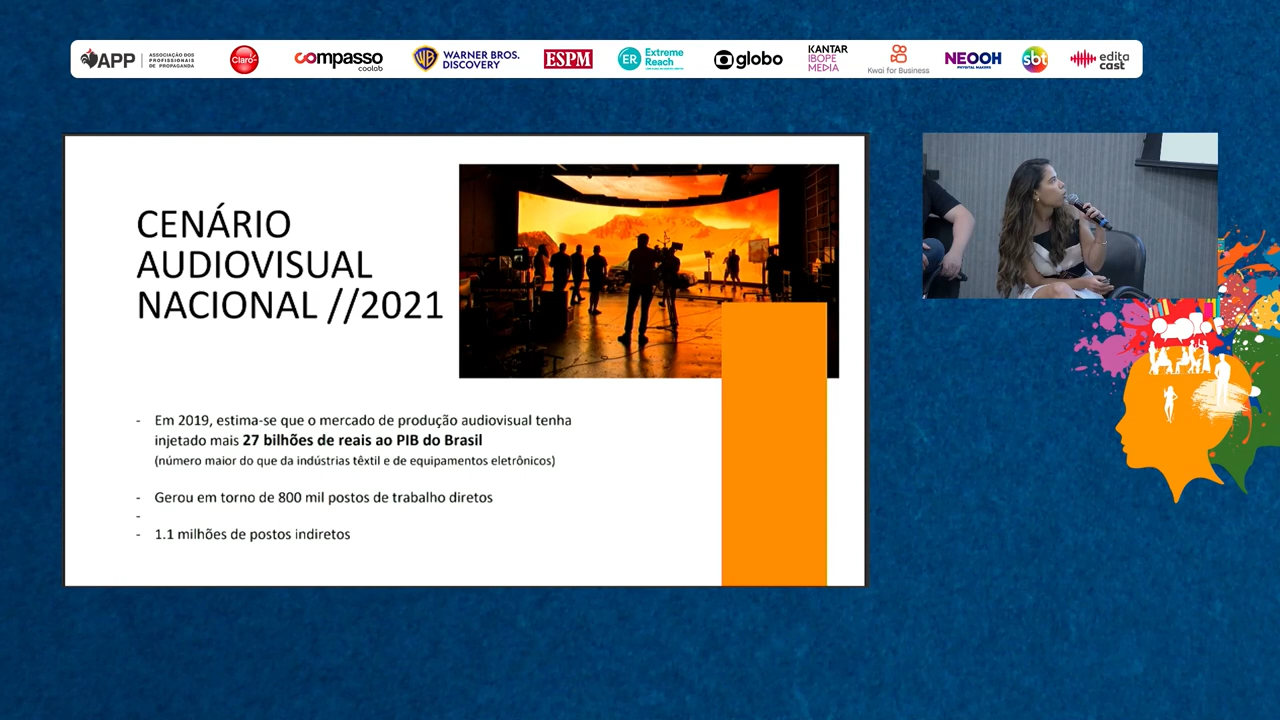 APP ASSOCIAÇÃO DOS PROFISSIONAIS DE PROPAGANDA
Claro
compasso coolab
WB WARNER BROS. DISCOVERY
ESPM
ER Extreme Reach
globo
KANTAR IBOPE MEDIA
Kwai for Business
NEOOH PHYGITAL MAKERS
sbt
edita cast
CENÁRIO
AUDIOVISUAL
NACIONAL //2021
- Em 2019, estima-se que o mercado de produção audiovisual tenha
injetado mais 27 bilhões de reais ao PIB do Brasil
(número maior do que da indústrias têxtil e de equipamentos eletrônicos)
- Gerou em torno de 800 mil postos de trabalho diretos
-
- 1.1 milhões de postos indiretos